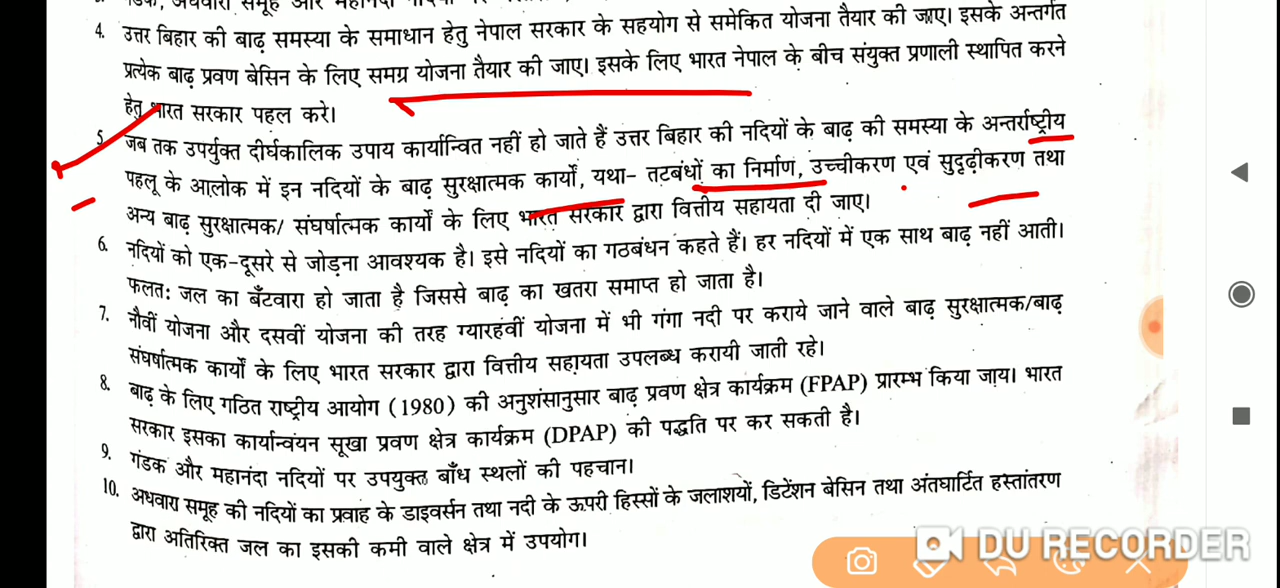 3. गंडक, अधवारा समूह और महानंदा नदियों पर
4. उत्तर बिहार की बाढ़ समस्या के समाधान हेतु नेपाल सरकार के सहयोग से समेकित योजना तैयार की जाए। इसके अन्तर्गत
प्रत्येक बाढ़ प्रवण बेसिन के लिए समग्र योजना तैयार की जाए। इसके लिए भारत नेपाल के बीच संयुक्त प्रणाली स्थापित करने
हेतु भारत सरकार पहल करे।
5. जब तक उपर्युक्त दीर्घकालिक उपाय कार्यान्वित नहीं हो जाते हैं उत्तर बिहार की नदियों के बाढ़ की समस्या के अन्तर्राष्ट्रीय
पहलू के आलोक में इन नदियों के बाढ़ सुरक्षात्मक कार्यों, यथा- तटबंधों का निर्माण, उच्चीकरण एवं सुदृढ़ीकरण तथा
अन्य बाढ़ सुरक्षात्मक/ संघर्षात्मक कार्यों के लिए भारत सरकार द्वारा वित्तीय सहायता दी जाए।
6. नदियों को एक-दूसरे से जोड़ना आवश्यक है। इसे नदियों का गठबंधन कहते हैं। हर नदियों में एक साथ बाढ़ नहीं आती।
फलतः जल का बँटवारा हो जाता है जिससे बाढ़ का खतरा समाप्त हो जाता है।
7. नौवीं योजना और दसवीं योजना की तरह ग्यारहवीं योजना में भी गंगा नदी पर कराये जाने वाले बाढ़ सुरक्षात्मक/बाढ़
संघर्षात्मक कार्यों के लिए भारत सरकार द्वारा वित्तीय सहायता उपलब्ध करायी जाती रहे।
8. बाढ़ के लिए गठित राष्ट्रीय आयोग (1980) की अनुशंसानुसार बाढ़ प्रवण क्षेत्र कार्यक्रम (FPAP) प्रारम्भ किया जाय। भारत
सरकार इसका कार्यान्वयन सूखा प्रवण क्षेत्र कार्यक्रम (DPAP) की पद्धति पर कर सकती है।
9. गंडक और महानंदा नदियों पर उपयुक्त बाँध स्थलों की पहचान।
10. अधवारा समूह की नदियों का प्रवाह के डाइवर्सन तथा नदी के ऊपरी हिस्सों के जलाशयों, डिटेंशन बेसिन तथा अंतघार्टित हस्तांतरण
द्वारा अतिरिक्त जल का इसकी कमी वाले क्षेत्र में उपयोग।
DU RECORDER